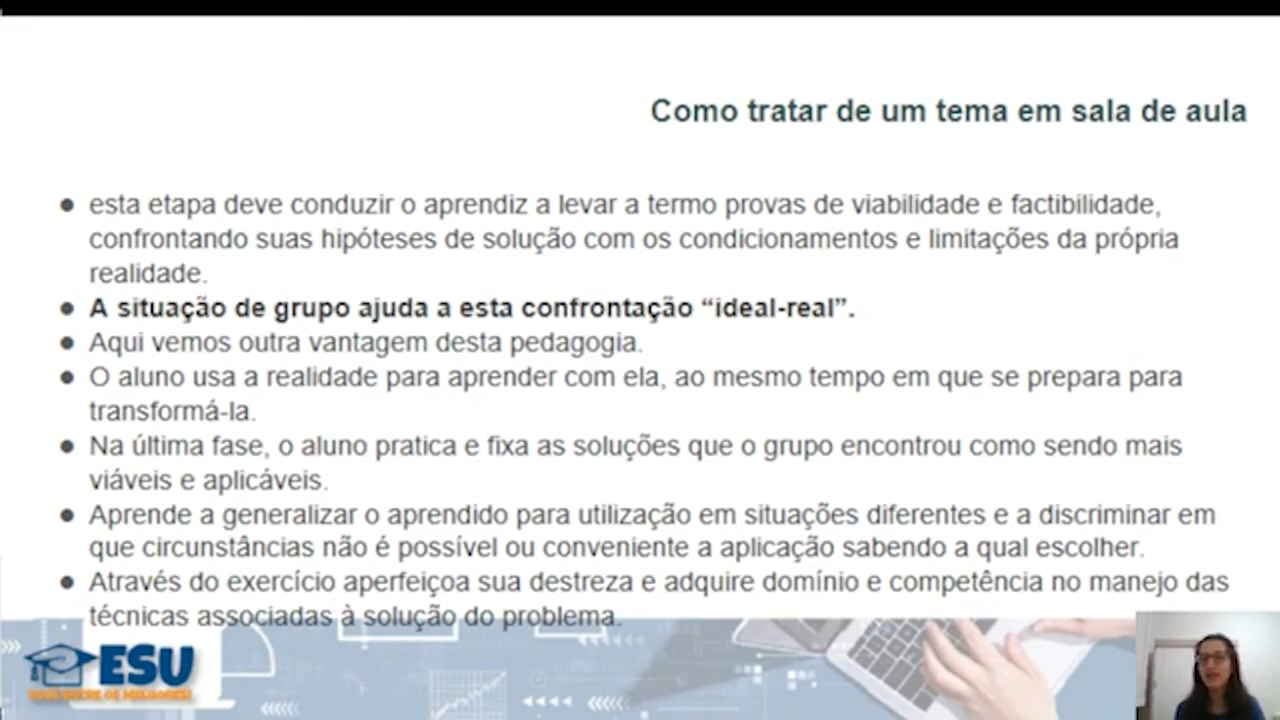 Como tratar de um tema em sala de aula
● esta etapa deve conduzir o aprendiz a levar a termo provas de viabilidade e factibilidade,
confrontando suas hipóteses de solução com os condicionamentos e limitações da própria
realidade.
● A situação de grupo ajuda a esta confrontação “ideal-real”.
● Aqui vemos outra vantagem desta pedagogia.
● O aluno usa a realidade para aprender com ela, ao mesmo tempo em que se prepara para
transformá-la.
● Na última fase, o aluno pratica e fixa as soluções que o grupo encontrou como sendo mais
viáveis e aplicáveis.
● Aprende a generalizar o aprendido para utilização em situações diferentes e a discriminar em
que circunstâncias não é possível ou conveniente a aplicação sabendo a qual escolher.
● Através do exercício aperfeiçoa sua destreza e adquire domínio e competência no manejo das
técnicas associadas à solução do problema.
ESU